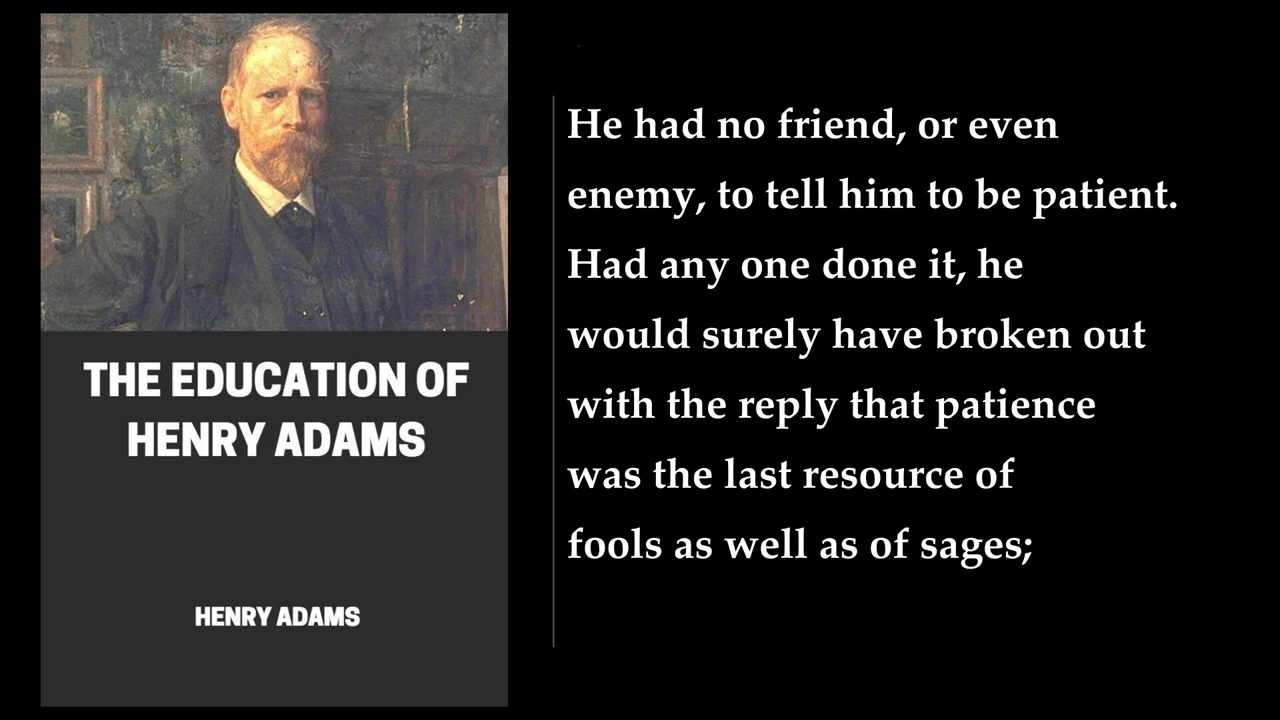 THE EDUCATION OF
HENRY ADAMS
HENRY ADAMS
He had no friend, or even
enemy, to tell him to be patient.
Had any one done it, he
would surely have broken out
with the reply that patience
was the last resource of
fools as well as of sages;